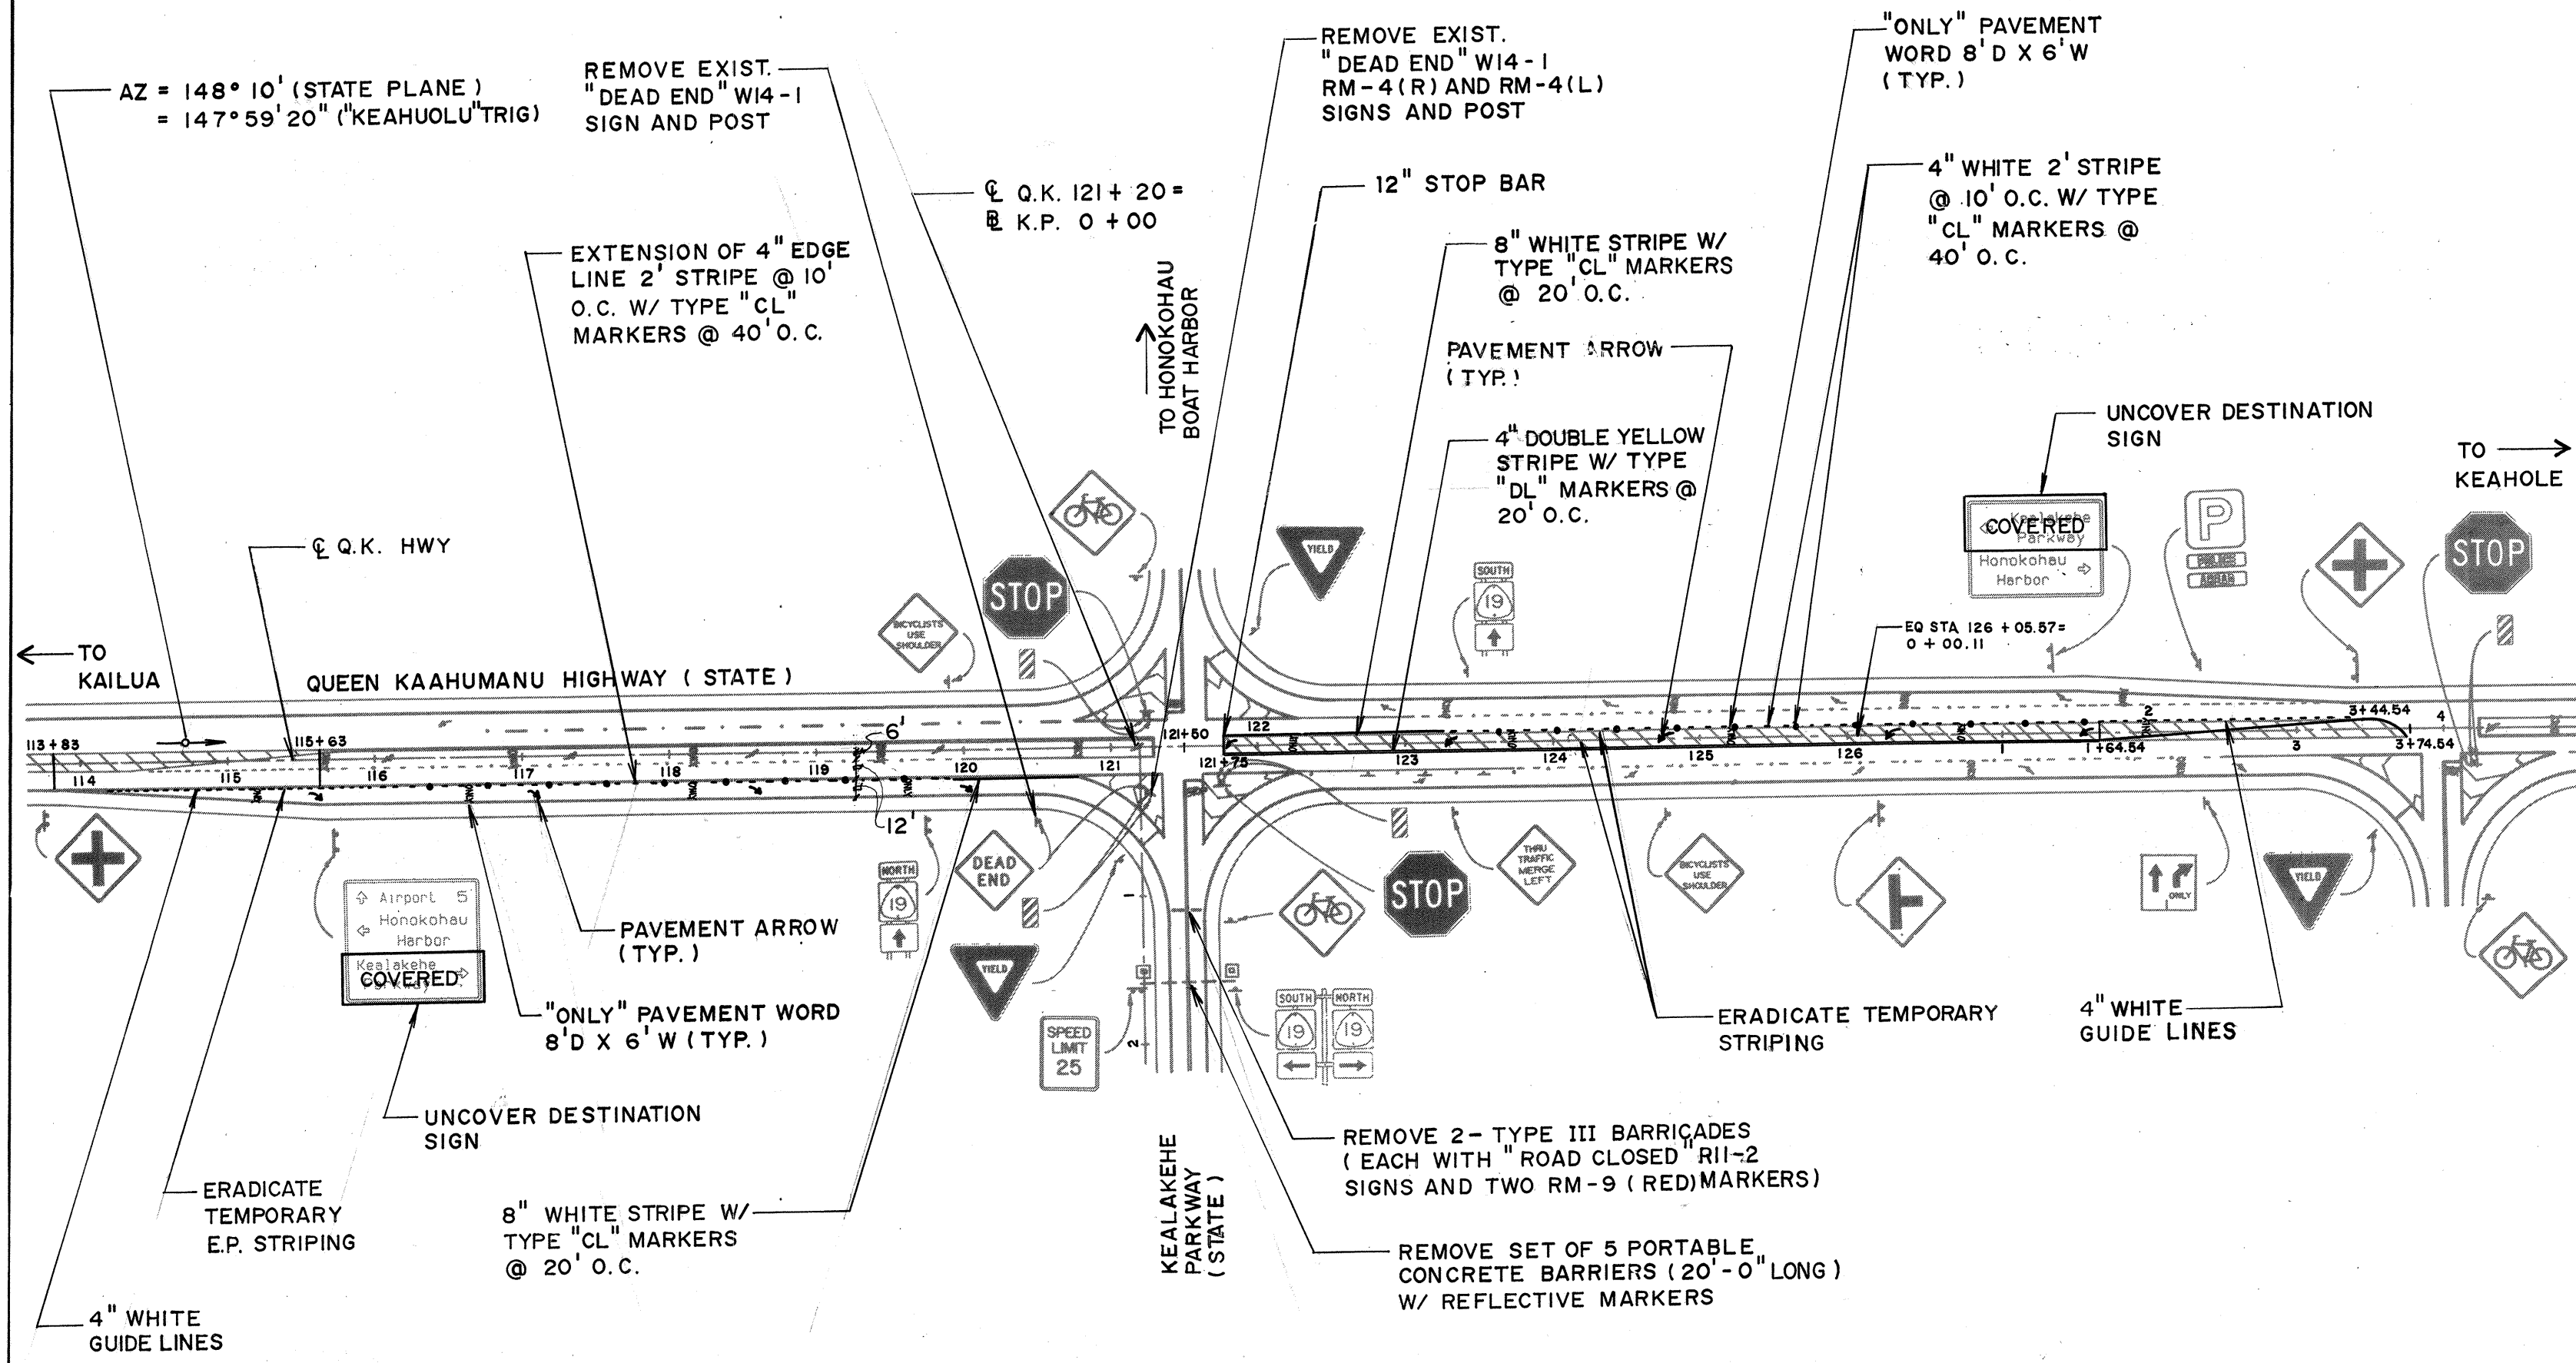 AZ = 148° 10' (STATE PLANE)
= 147° 59' 20" ("KEAHUOLU" TRIG)
REMOVE EXIST.
"DEAD END" W14-1
SIGN AND POST
EXTENSION OF 4" EDGE
LINE 2' STRIPE @ 10'
O.C. W/ TYPE "CL"
MARKERS @ 40' O.C.
℄ Q.K. 121+20 =
K.P. 0+00
REMOVE EXIST.
"DEAD END" W14-1
RM-4(R) AND RM-4(L)
SIGNS AND POST
12" STOP BAR
8" WHITE STRIPE W/
TYPE "CL" MARKERS
@ 20' O.C.
PAVEMENT ARROW
(TYP.)
4" DOUBLE YELLOW
STRIPE W/ TYPE
"DL" MARKERS @
20' O.C.
"ONLY" PAVEMENT
WORD 8' D X 6' W
(TYP.)
4" WHITE 2' STRIPE
@ 10' O.C. W/ TYPE
"CL" MARKERS @
40' O.C.
UNCOVER DESTINATION
SIGN
TO
KEAHOLE
TO HONOKOHAU
BOAT HARBOR
℄ Q.K. HWY
TO
KAILUA
QUEEN KAAHUMANU HIGHWAY (STATE)
BICYCLISTS
USE
SHOULDER
STOP
YIELD
SOUTH
19
COVERED
Kealakehe
Parkway
Honokohau
Harbor
P
STOP
EQ STA 126+05.57=
0+00.11
113+83
114
115
115+63
116
117
118
119
120
121
121+50
121+75
122
123
124
125
126
1
1+64.54
2
3
3+44.54
3+74.54
4
6'
12'
ONLY
Airport 5
Honokohau
Harbor
Kealakehe
Parkway
COVERED
NORTH
19
DEAD
END
YIELD
SPEED
LIMIT
25
1
2
SOUTH
NORTH
19
19
STOP
THRU
TRAFFIC
MERGE
LEFT
BICYCLISTS
USE
SHOULDER
ONLY
YIELD
PAVEMENT ARROW
(TYP.)
"ONLY" PAVEMENT WORD
8' D X 6' W (TYP.)
UNCOVER DESTINATION
SIGN
ERADICATE
TEMPORARY
E.P. STRIPING
8" WHITE STRIPE W/
TYPE "CL" MARKERS
@ 20' O.C.
4" WHITE
GUIDE LINES
KEALAKEHE
PARKWAY
(STATE)
ERADICATE TEMPORARY
STRIPING
4" WHITE
GUIDE LINES
REMOVE 2- TYPE III BARRICADES
(EACH WITH "ROAD CLOSED" R11-2
SIGNS AND TWO RM-9 (RED) MARKERS)
REMOVE SET OF 5 PORTABLE
CONCRETE BARRIERS (20'-0" LONG)
W/ REFLECTIVE MARKERS